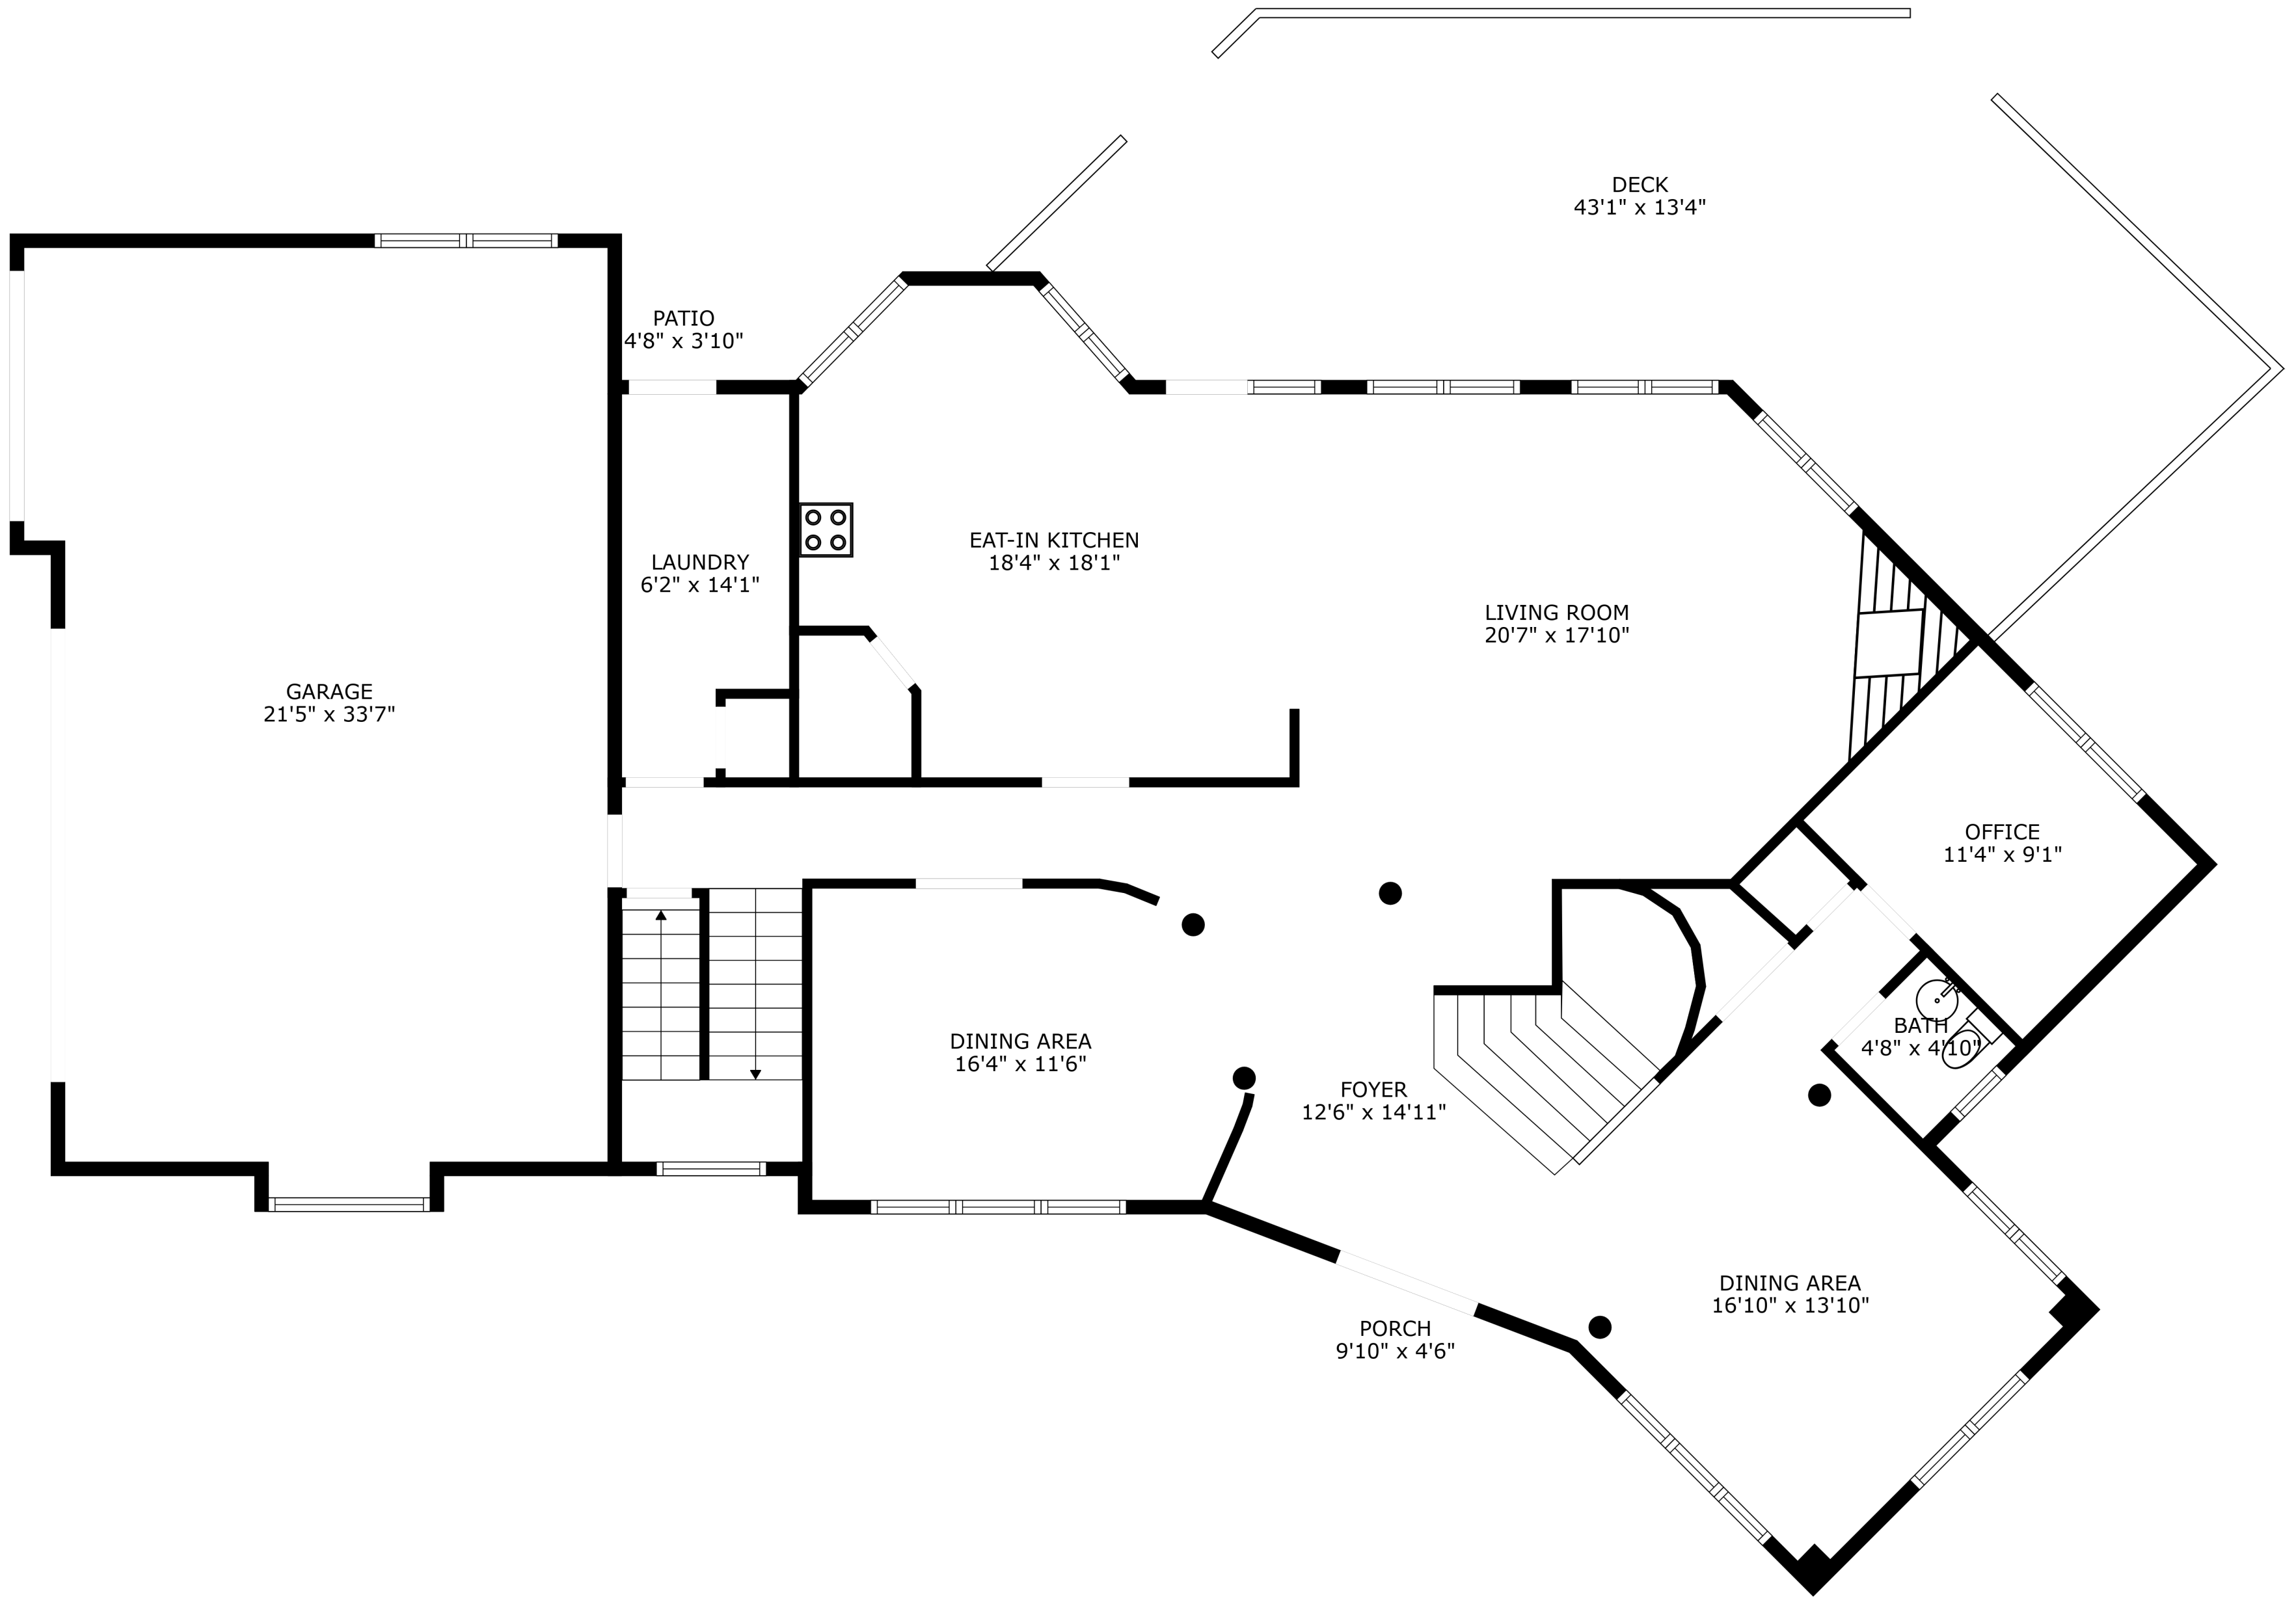 DECK
43'1" x 13'4"
PATIO
4'8" x 3'10"
EAT-IN KITCHEN
18'4" x 18'1"
LAUNDRY
6'2" x 14'1"
LIVING ROOM
20'7" x 17'10"
GARAGE
21'5" x 33'7"
OFFICE
11'4" x 9'1"
BATH
4'8" x 4'10"
DINING AREA
16'4" x 11'6"
FOYER
12'6" x 14'11"
DINING AREA
16'10" x 13'10"
PORCH
9'10" x 4'6"